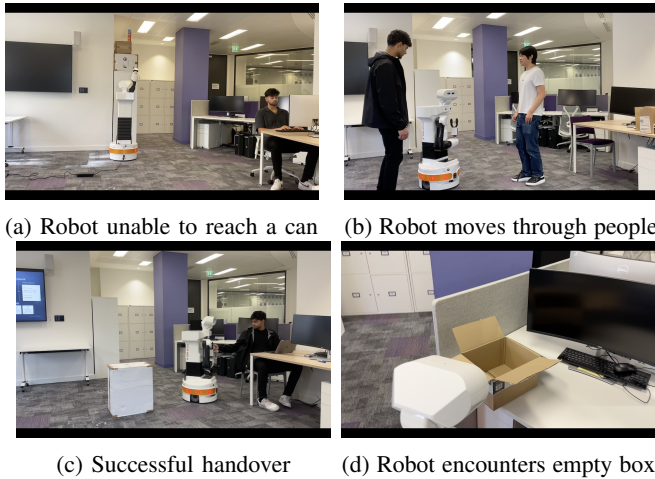 (a) Robot unable to reach a can
(b) Robot moves through people
(c) Successful handover
(d) Robot encounters empty box